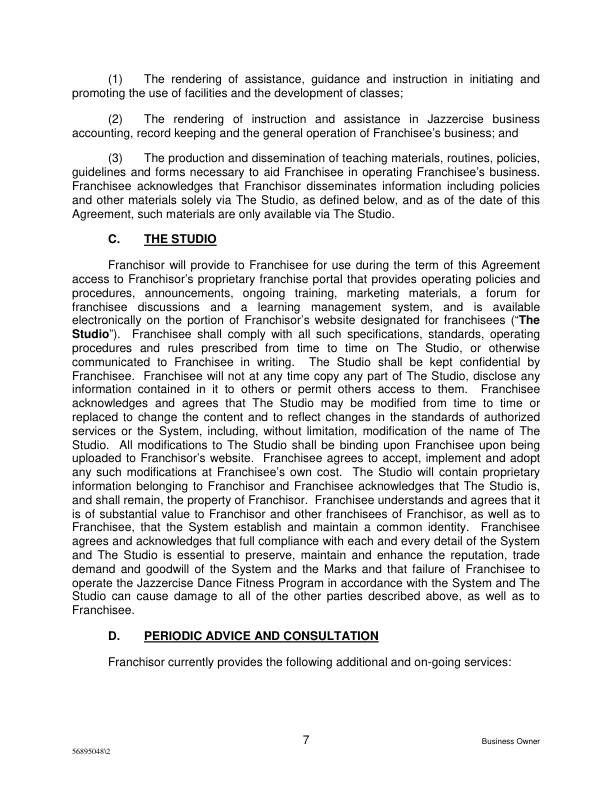 (1) The rendering of assistance, guidance and instruction in initiating and
promoting the use of facilities and the development of classes;
(2) The rendering of instruction and assistance in Jazzercise business
accounting, record keeping and the general operation of Franchisee's business; and
(3) The production and dissemination of teaching materials, routines, policies,
guidelines and forms necessary to aid Franchisee in operating Franchisee's business.
Franchisee acknowledges that Franchisor disseminates information including policies
and other materials solely via The Studio, as defined below, and as of the date of this
Agreement, such materials are only available via The Studio.
C. THE STUDIO
Franchisor will provide to Franchisee for use during the term of this Agreement
access to Franchisor's proprietary franchise portal that provides operating policies and
procedures, announcements, ongoing training, marketing materials, a forum for
franchisee discussions and a learning management system, and is available
electronically on the portion of Franchisor's website designated for franchisees ("The
Studio"). Franchisee shall comply with all such specifications, standards, operating
procedures and rules prescribed from time to time on The Studio, or otherwise
communicated to Franchisee in writing. The Studio shall be kept confidential by
Franchisee. Franchisee will not at any time copy any part of The Studio, disclose any
information contained in it to others or permit others access to them. Franchisee
acknowledges and agrees that The Studio may be modified from time to time or
replaced to change the content and to reflect changes in the standards of authorized
services or the System, including, without limitation, modification of the name of The
Studio. All modifications to The Studio shall be binding upon Franchisee upon being
uploaded to Franchisor's website. Franchisee agrees to accept, implement and adopt
any such modifications at Franchisee's own cost. The Studio will contain proprietary
information belonging to Franchisor and Franchisee acknowledges that The Studio is,
and shall remain, the property of Franchisor. Franchisee understands and agrees that it
is of substantial value to Franchisor and other franchisees of Franchisor, as well as to
Franchisee, that the System establish and maintain a common identity. Franchisee
agrees and acknowledges that full compliance with each and every detail of the System
and The Studio is essential to preserve, maintain and enhance the reputation, trade
demand and goodwill of the System and the Marks and that failure of Franchisee to
operate the Jazzercise Dance Fitness Program in accordance with the System and The
Studio can cause damage to all of the other parties described above, as well as to
Franchisee.
D. PERIODIC ADVICE AND CONSULTATION
Franchisor currently provides the following additional and on-going services:
7
Business Owner
56895048\2